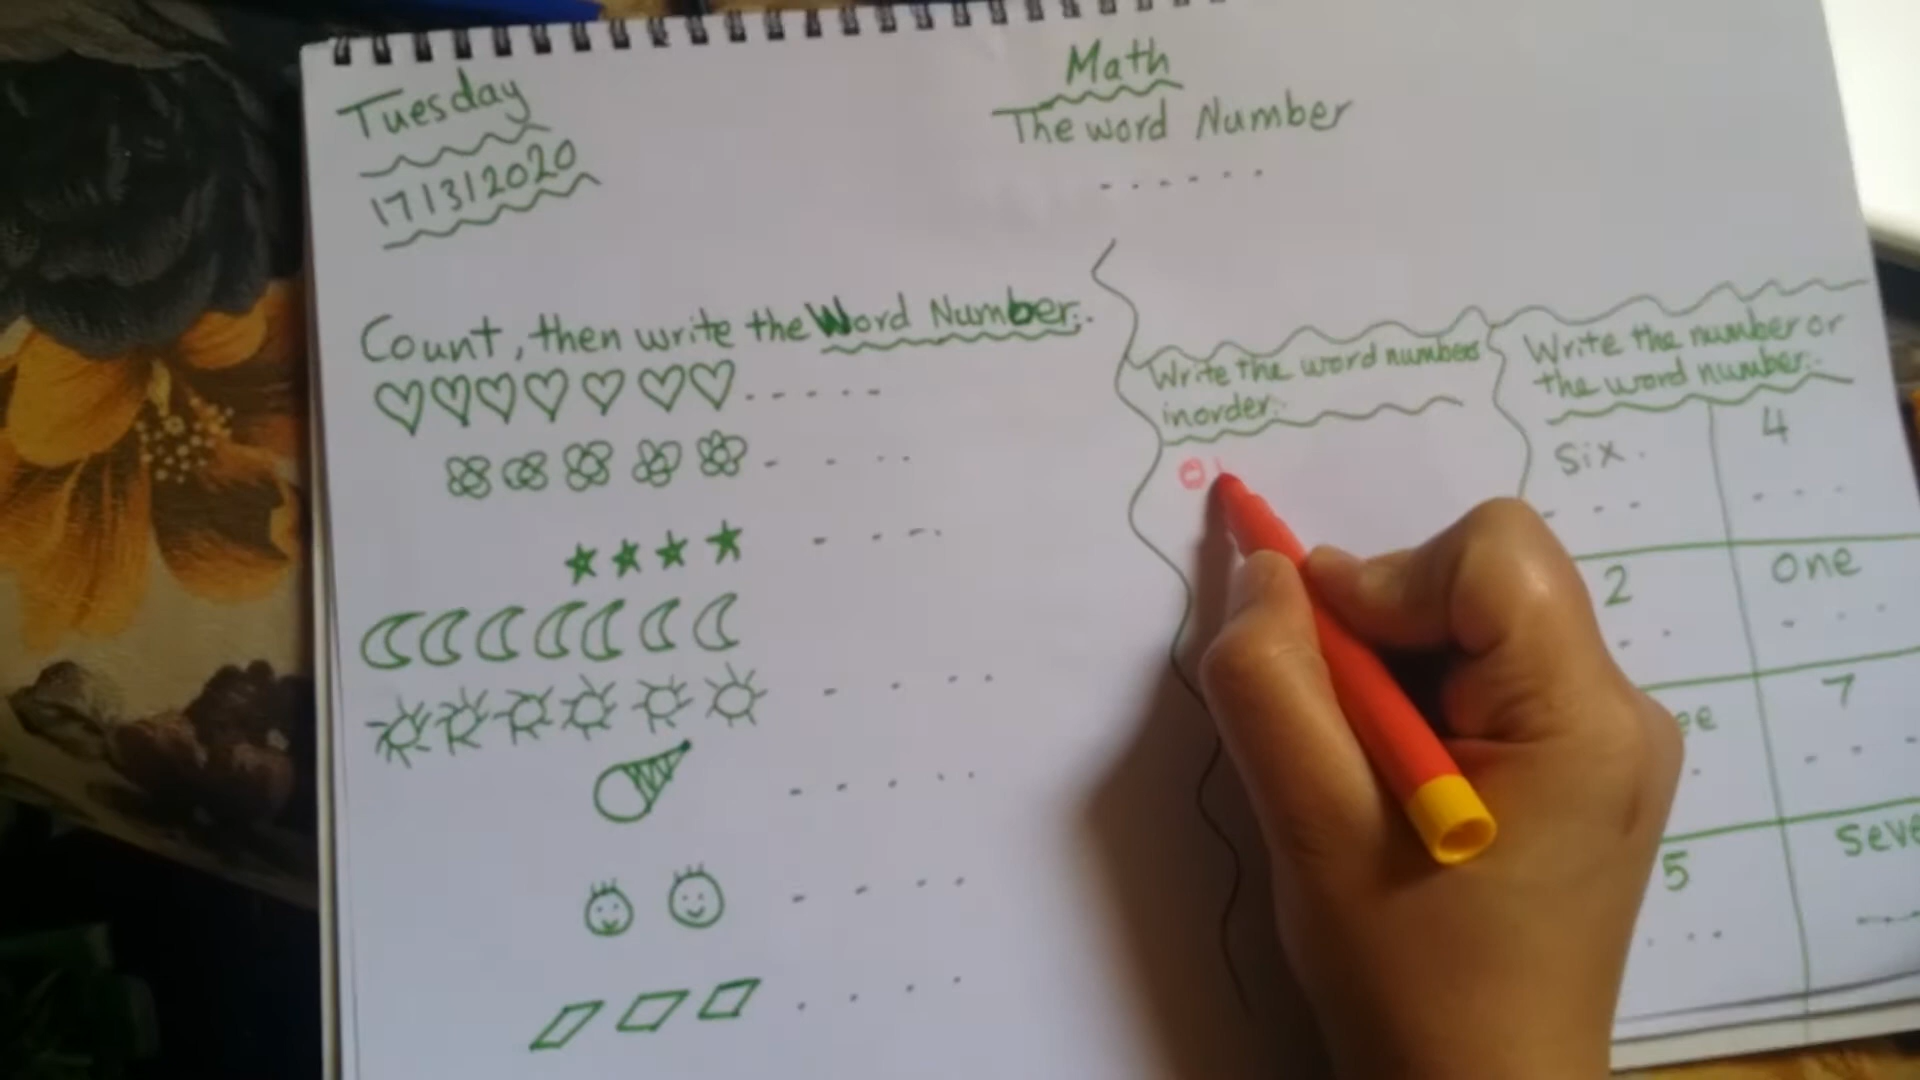 Tuesday
17/3/2020
Math
The word Number
Count, then write the Word Number:.
Write the word numbers
inorder:.
Write the number or
the word number:.
six.
4
2
one
7
5